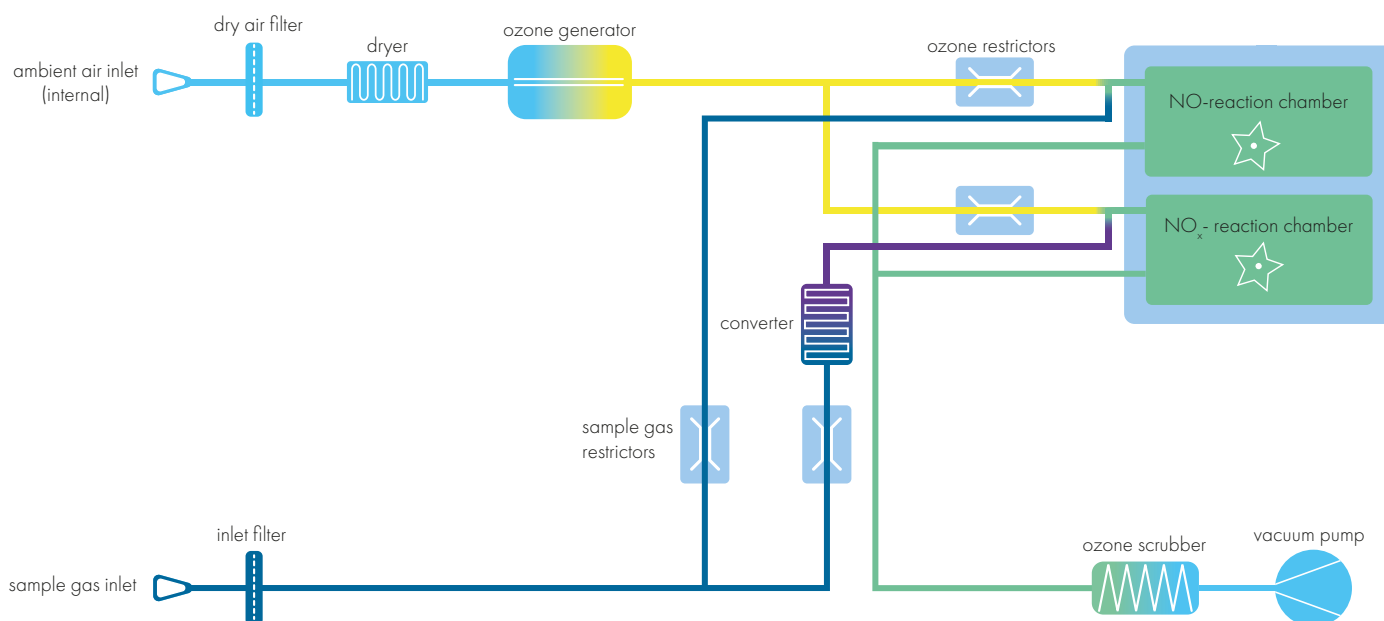 dry air filter
dryer
ozone generator
ozone restrictors
ambient air inlet
(internal)
NO-reaction chamber
NOx- reaction chamber
converter
sample gas
restrictors
inlet filter
ozone scrubber
vacuum pump
sample gas inlet